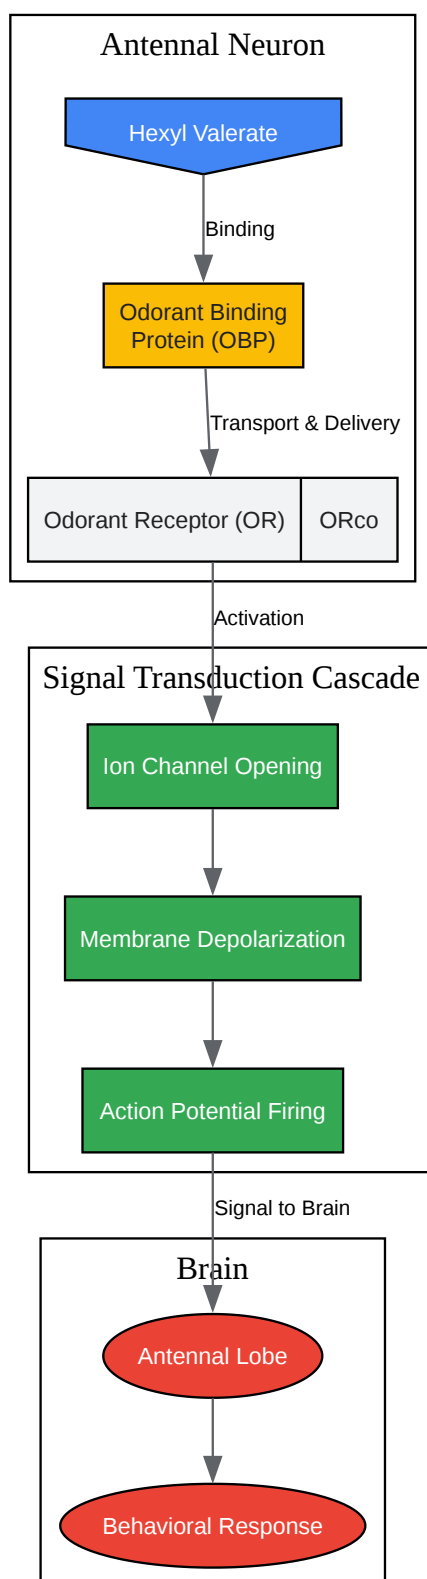 Antennal Neuron
Hexyl Valerate
Binding
Odorant Binding
Protein (OBP)
Transport & Delivery
Odorant Receptor (OR)
ORco
Activation
Signal Transduction Cascade
Ion Channel Opening
Membrane Depolarization
Action Potential Firing
Signal to Brain
Brain
Antennal Lobe
Behavioral Response